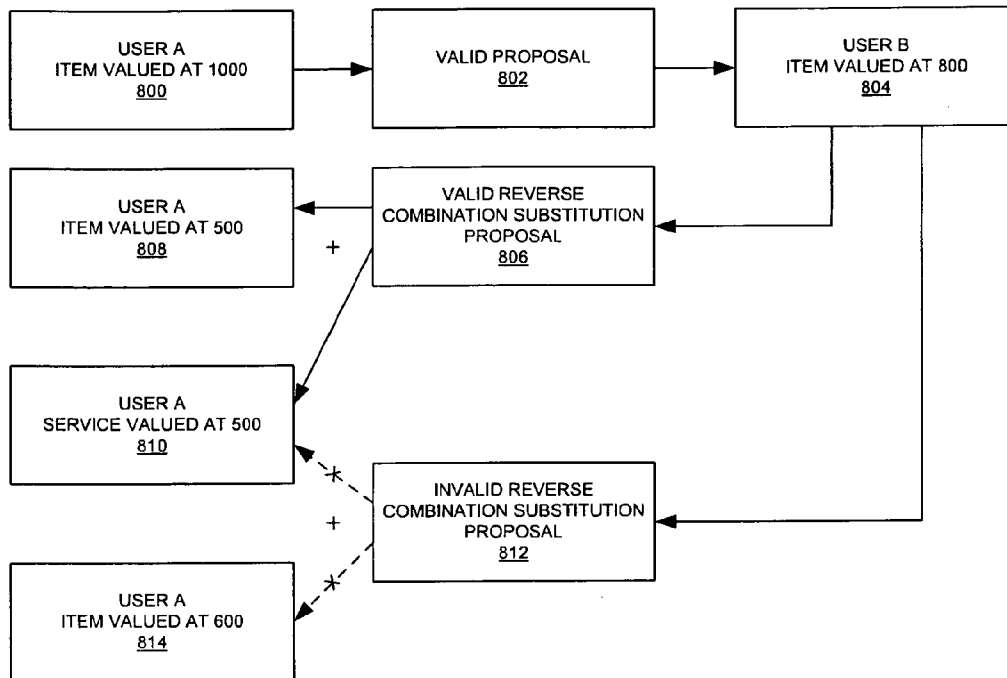 USER A
ITEM VALUED AT 1000
800
VALID PROPOSAL
802
USER B
ITEM VALUED AT 800
804
USER A
ITEM VALUED AT 500
808
+
VALID REVERSE
COMBINATION SUBSTITUTION
PROPOSAL
806
USER A
SERVICE VALUED AT 500
810
+
INVALID REVERSE
COMBINATION SUBSTITUTION
PROPOSAL
812
USER A
ITEM VALUED AT 600
814